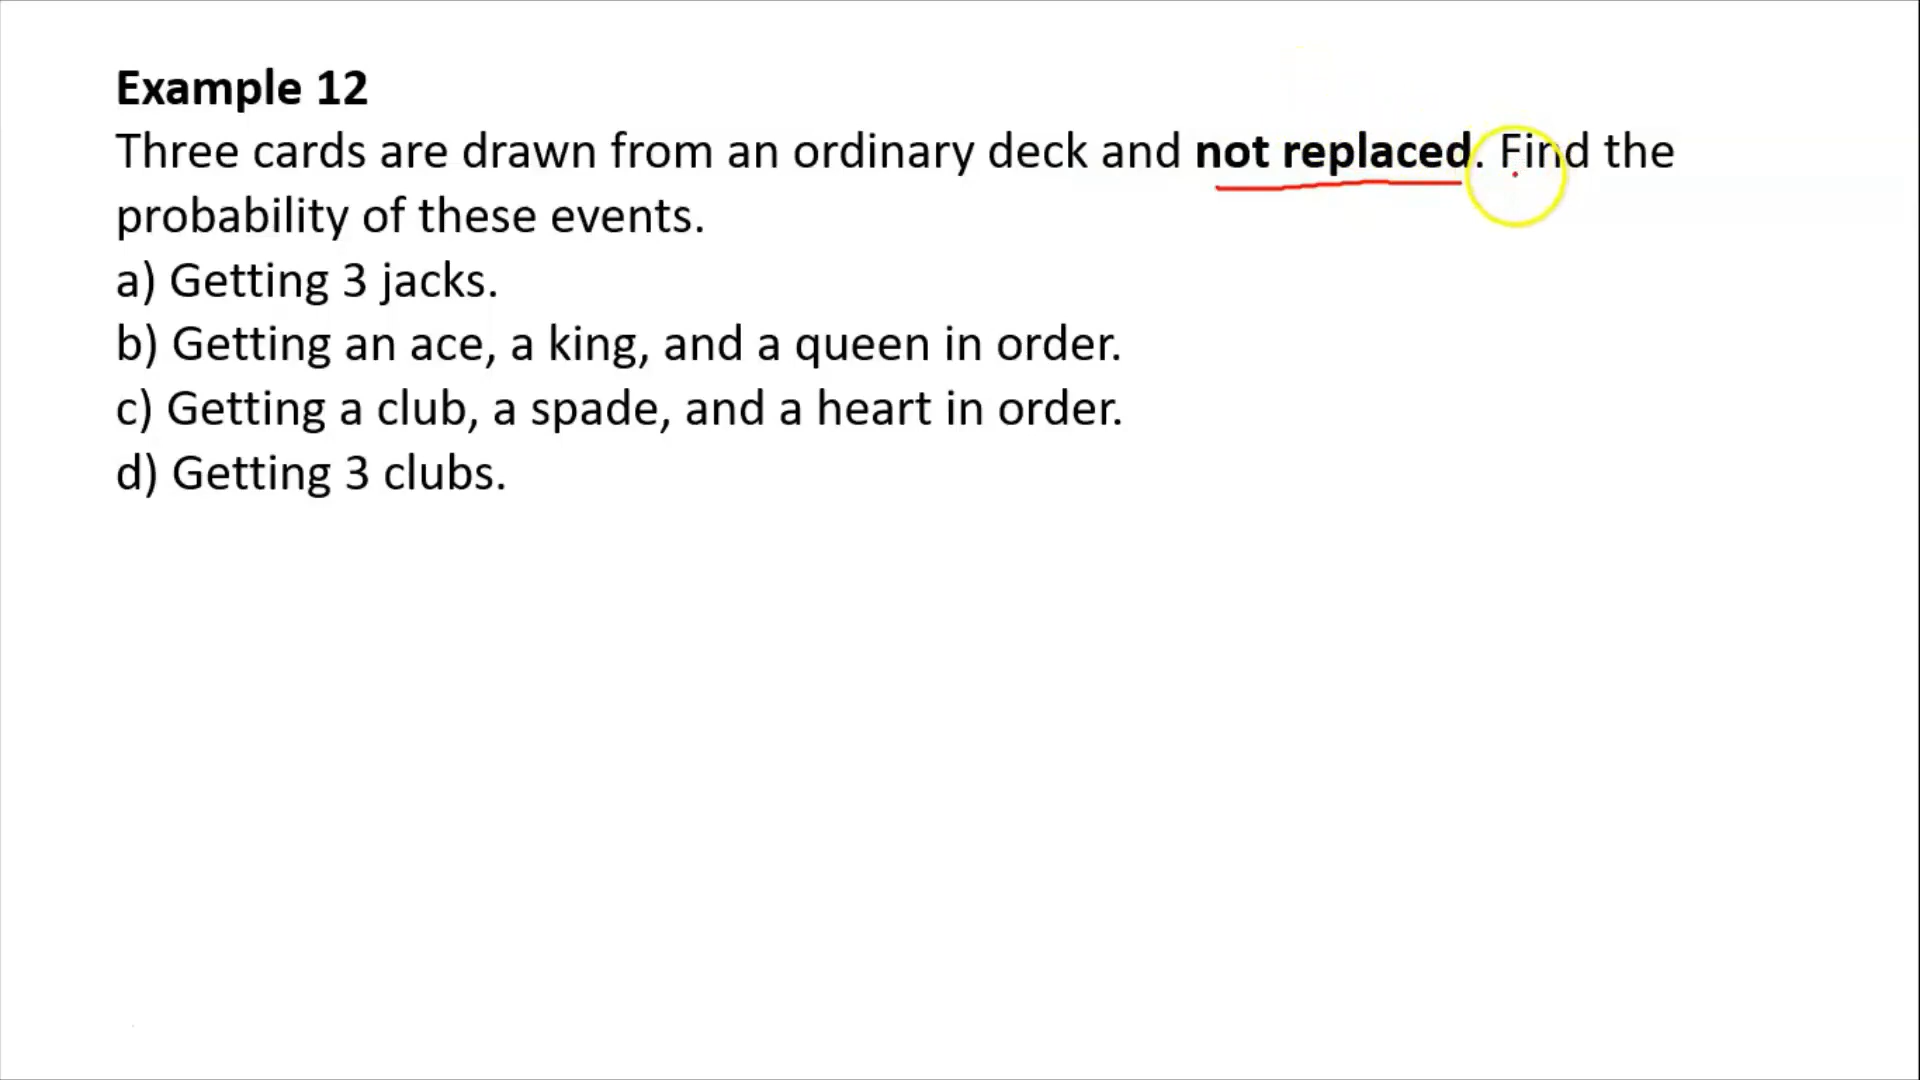 Example 12
Three cards are drawn from an ordinary deck and not replaced. Find the
probability of these events.
a) Getting 3 jacks.
b) Getting an ace, a king, and a queen in order.
c) Getting a club, a spade, and a heart in order.
d) Getting 3 clubs.